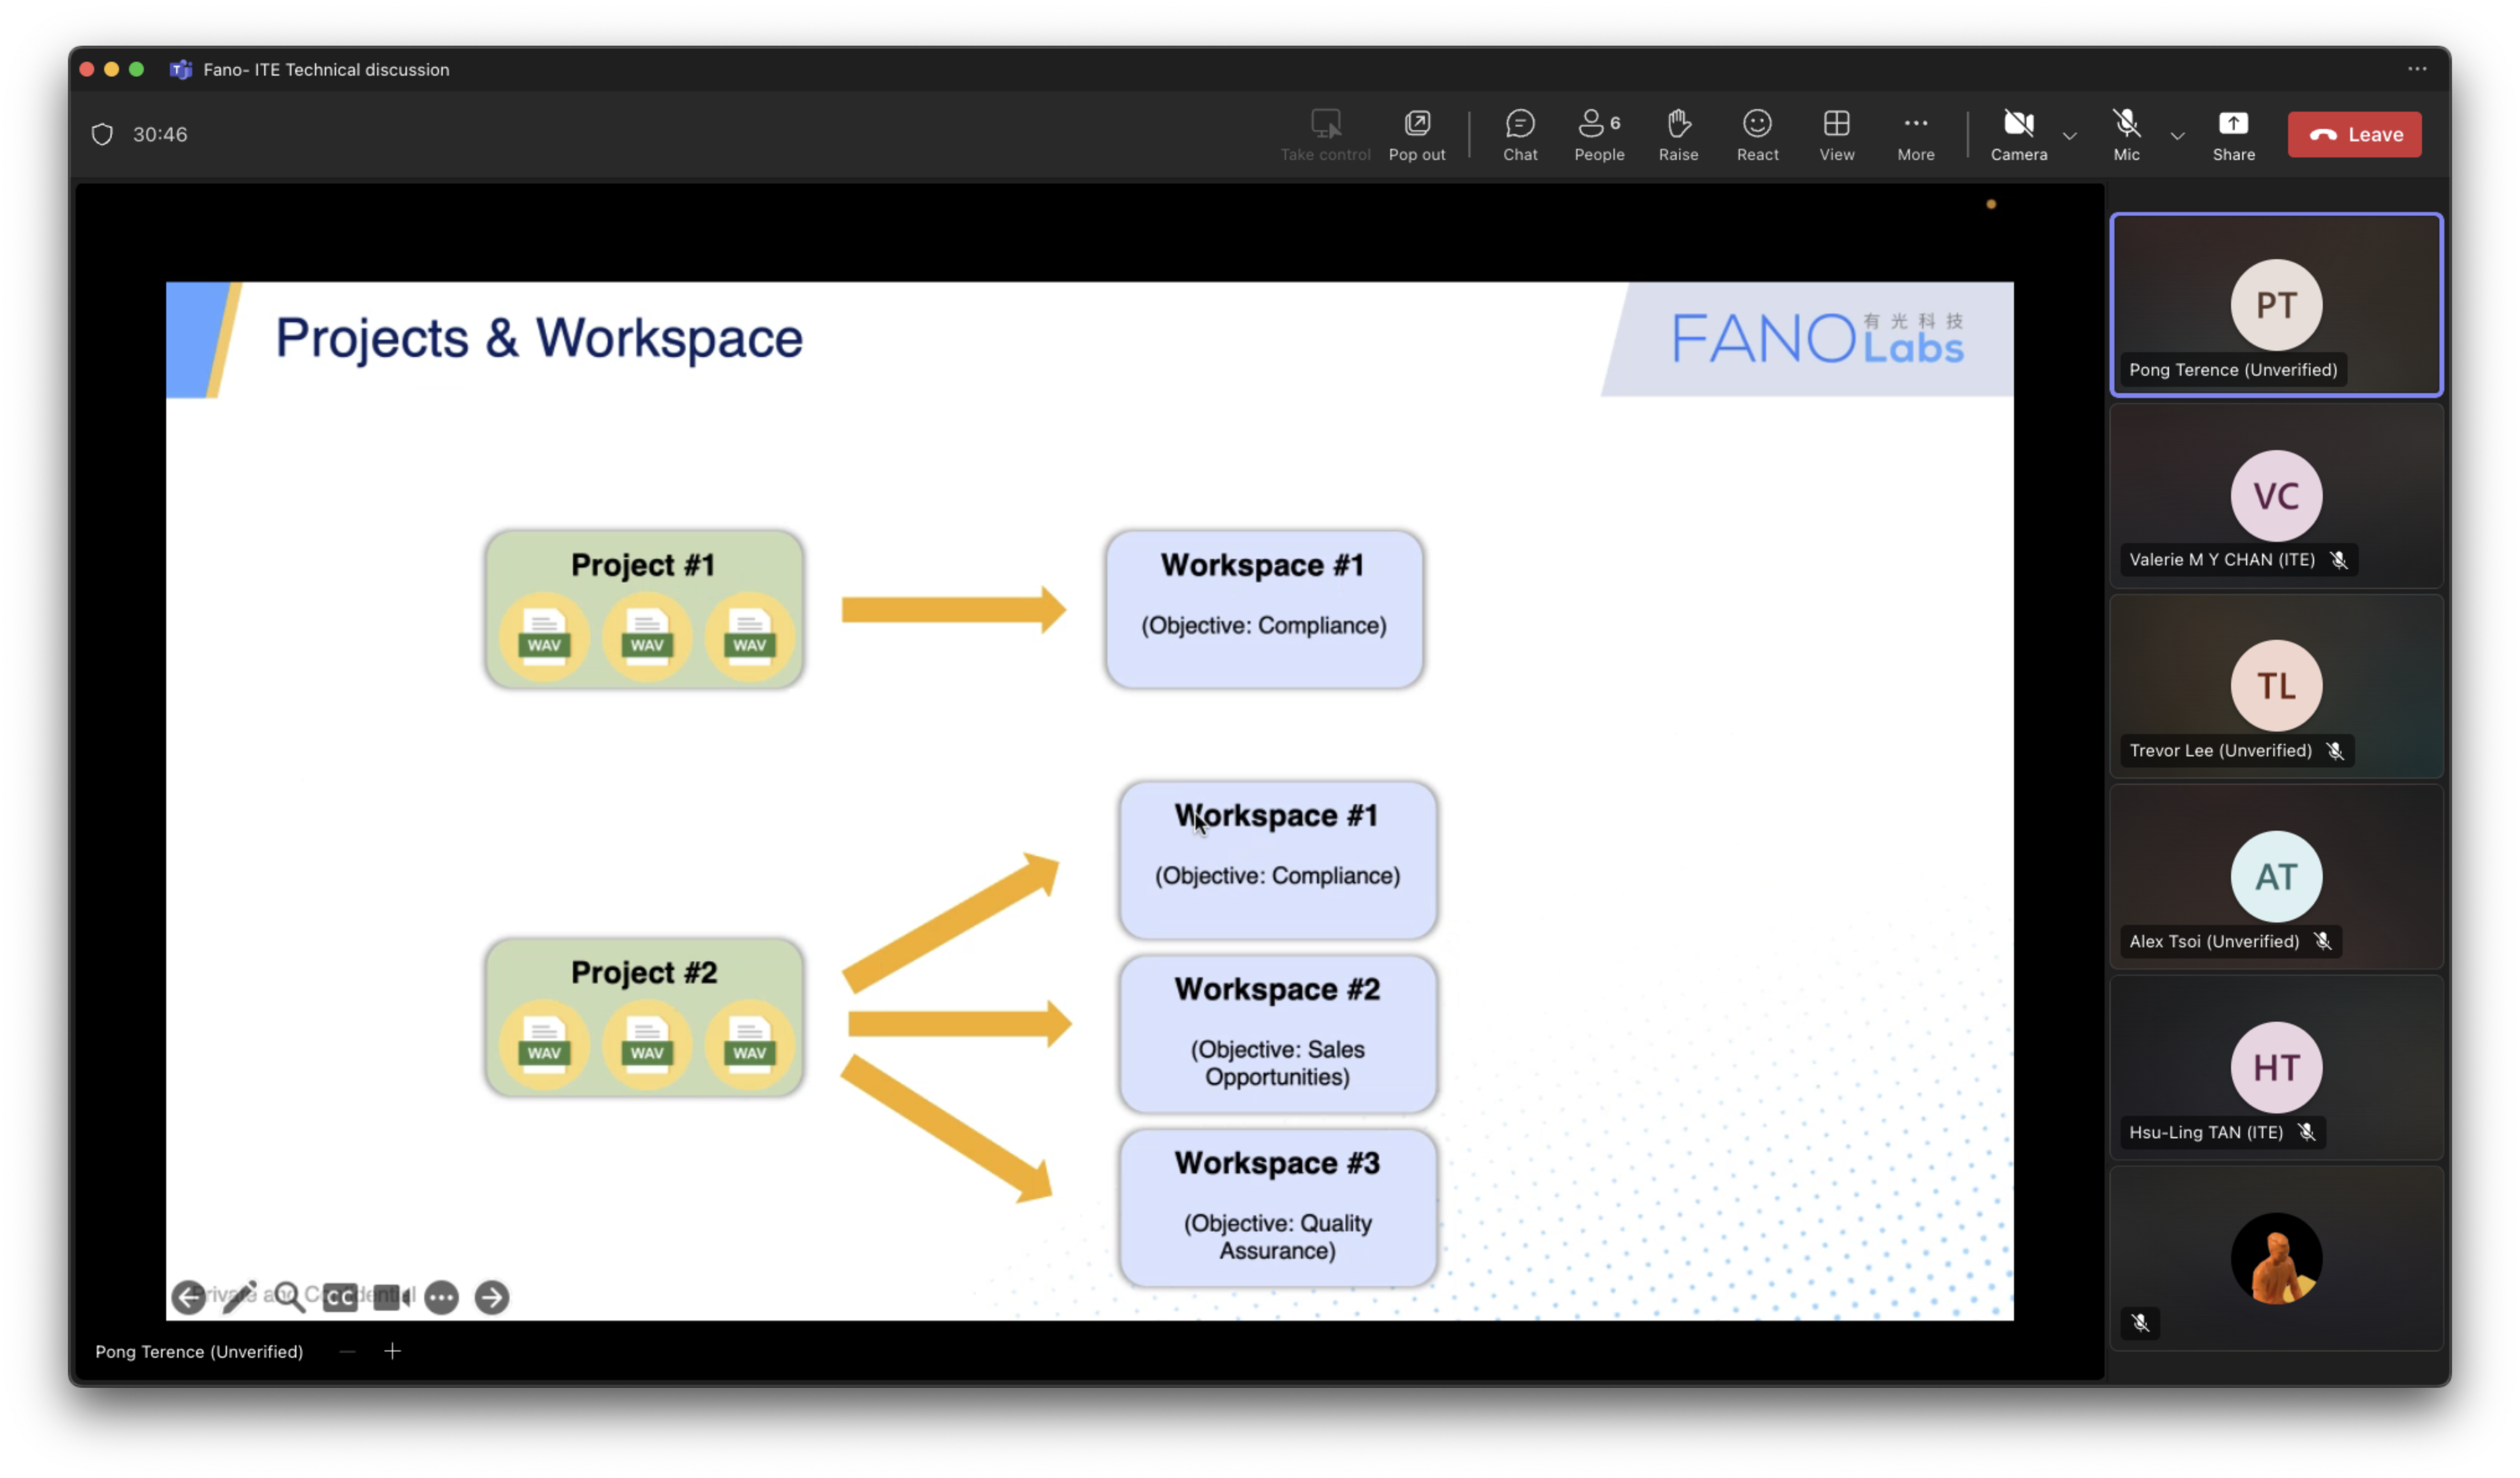 Fano- ITE Technical discussion
30:46
Take control
Pop out
Chat
6
People
Raise
React
View
More
Camera
Mic
Share
Leave
Projects & Workspace
FANO 有光科技 Labs
Project #1
WAV WAV WAV
Workspace #1
(Objective: Compliance)
Workspace #1
(Objective: Compliance)
Project #2
WAV WAV WAV
Workspace #2
(Objective: Sales
Opportunities)
Workspace #3
(Objective: Quality
Assurance)
Private and Confidential
CC
Pong Terence (Unverified)
PT
Pong Terence (Unverified)
VC
Valerie M Y CHAN (ITE)
TL
Trevor Lee (Unverified)
AT
Alex Tsoi (Unverified)
HT
Hsu-Ling TAN (ITE)